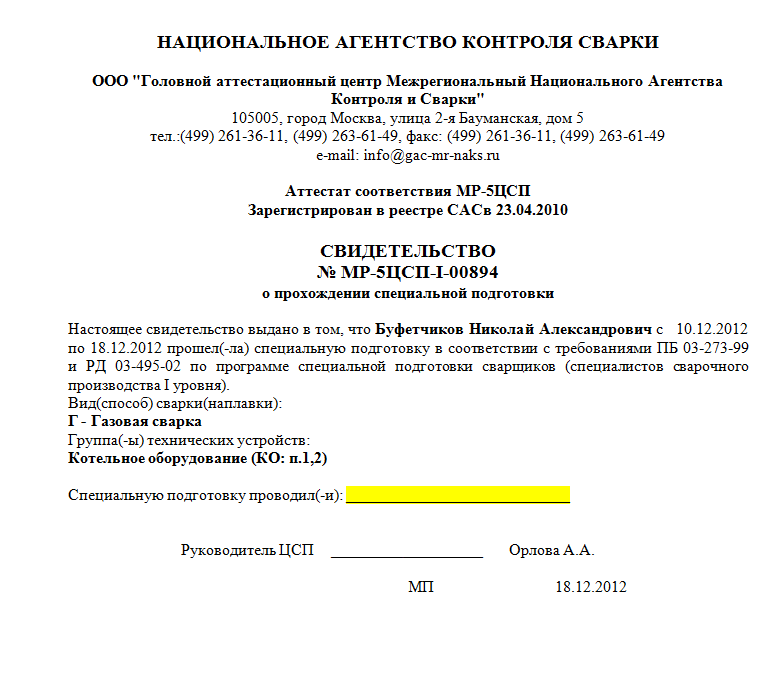 НАЦИОНАЛЬНОЕ АГЕНТСТВО КОНТРОЛЯ СВАРКИ
ООО "Головной аттестационный центр Межрегиональный Национального Агентства
Контроля и Сварки"
105005, город Москва, улица 2-я Бауманская, дом 5
тел.:(499) 261-36-11, (499) 263-61-49, факс: (499) 261-36-11, (499) 263-61-49
e-mail: info@gac-mr-naks.ru
Аттестат соответствия МР-5ЦСП
Зарегистрирован в реестре САСв 23.04.2010
СВИДЕТЕЛЬСТВО
№ МР-5ЦСП-I-00894
о прохождении специальной подготовки
Настоящее свидетельство выдано в том, что Буфетчиков Николай Александрович с 10.12.2012
по 18.12.2012 прошел(-ла) специальную подготовку в соответствии с требованиями ПБ 03-273-99
и РД 03-495-02 по программе специальной подготовки сварщиков (специалистов сварочного
производства I уровня).
Вид(способ) сварки(наплавки):
Г - Газовая сварка
Группа(-ы) технических устройств:
Котельное оборудование (КО: п.1,2)
Специальную подготовку проводил(-и):
Руководитель ЦСП Орлова А.А.
МП 18.12.2012